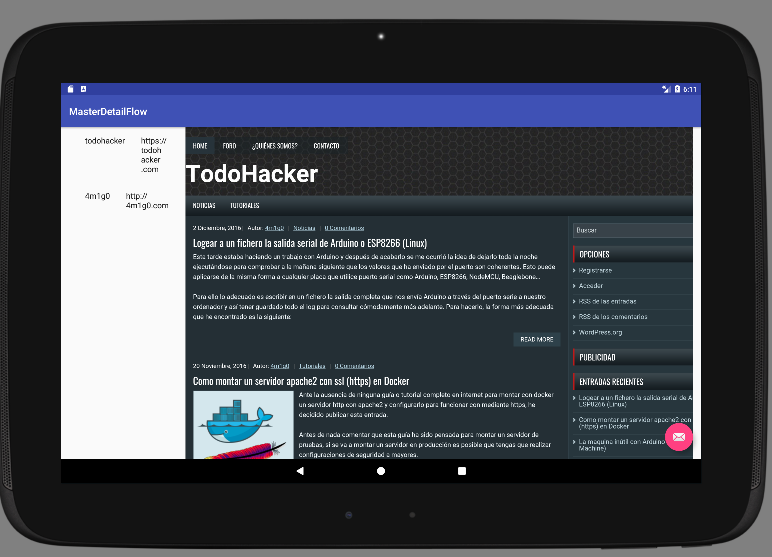 6:11
MasterDetailFlow
todohacker
https://
todoh
acker
.com
4m1g0
http://
4m1g0.com
HOME FORO ¿QUIÉNES SOMOS? CONTACTO
TodoHacker
NOTICIAS TUTORIALES
2 Diciembre, 2016 | Autor: 4m1g0 | Noticias | 0 Comentarios
Logear a un fichero la salida serial de Arduino o ESP8266 (Linux)
Esta tarde estaba haciendo un trabajo con Arduino y después de acabarlo se me ocurrió la idea de dejarlo toda la noche
ejecutándose para comprobar a la mañana siguiente que los valores que ha enviado por el puerto son coherentes. Esto puede
aplicarse de la misma forma a cualquier placa que utilice puerto serial como Arduino, ESP8266, NodeMCU, Beaglebone...
Para ello lo adecuado es escribir en un fichero la salida completa que nos envía Arduino a través del puerto serie a nuestro
ordenador y así tener guardado todo el log para consultar cómodamente más adelante. Para hacerlo, la forma más adecuada
que he encontrado es la siguiente:
READ MORE
20 Noviembre, 2016 | Autor: 4m1g0 | Tutoriales | 0 Comentarios
Como montar un servidor apache2 con ssl (https) en Docker
Ante la ausencia de ninguna guía o tutorial completo en internet para montar con docker
un servidor http con apache2 y configurarlo para funcionar con mediante https, he
decicido publicar esta entrada.
Antes de nada comentar que esta guía ha sido pensada para montar un servidor de
pruebas, si se va a montar un servidor en producción es posible que tengas que realizar
configuraciones de seguridad a mayores.
Buscar
OPCIONES
Registrarse
Acceder
RSS de las entradas
RSS de los comentarios
WordPress.org
PUBLICIDAD
ENTRADAS RECIENTES
Logear a un fichero la salida serial de A
ESP8266 (Linux)
Como montar un servidor apache2 con
(https) en Docker
La maquina inútil con Arduino
Machine)